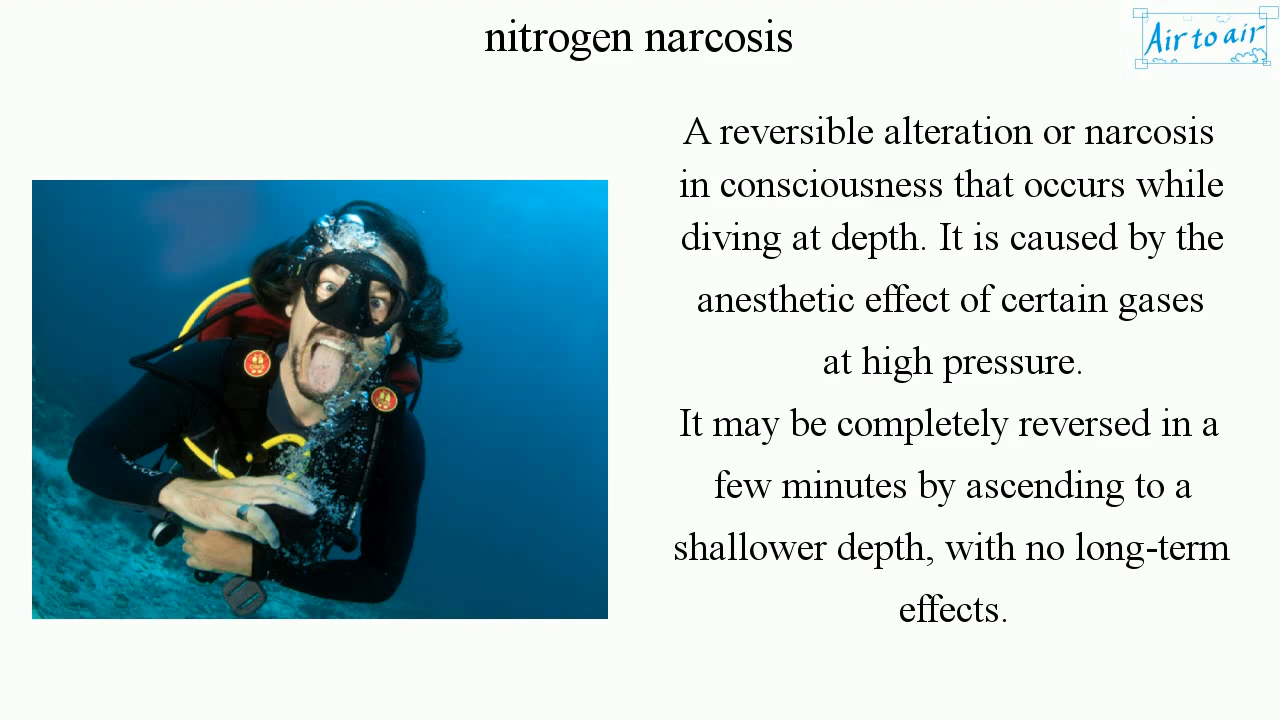 nitrogen narcosis
Air to air
A reversible alteration or narcosis
in consciousness that occurs while
diving at depth. It is caused by the
anesthetic effect of certain gases
at high pressure.
It may be completely reversed in a
few minutes by ascending to a
shallower depth, with no long-term
effects.